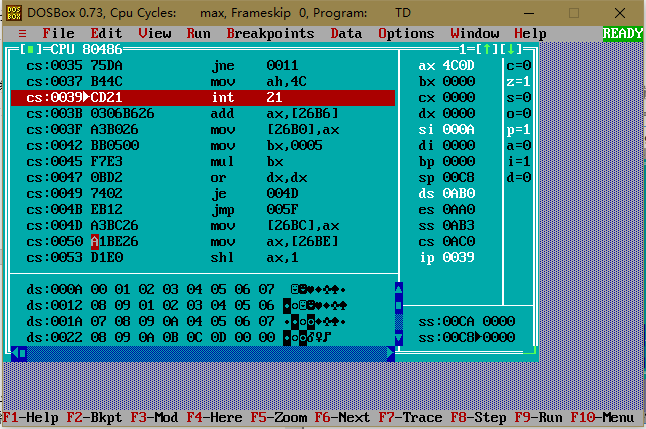 DOSBox 0.73, Cpu Cycles: max, Frameskip 0, Program: TD
≡ File Edit View Run Breakpoints Data Options Window Help READY
[■]=CPU 80486 1=[↑][↓]
cs:0035 75DA jne 0011 ax 4C0D c=0
cs:0037 B44C mov ah,4C bx 0000 z=1
cs:0039►CD21 int 21 cx 0000 s=0
cs:003B 0306B626 add ax,[26B6] dx 0000 o=0
cs:003F A3B026 mov [26B0],ax si 000A p=1
cs:0042 BB0500 mov bx,0005 di 0000 a=0
cs:0045 F7E3 mul bx bp 0000 i=1
cs:0047 0BD2 or dx,dx sp 00C8 d=0
cs:0049 7402 je 004D ds 0AB0
cs:004B EB12 jmp 005F es 0AA0
cs:004D A3BC26 mov [26BC],ax ss 0AB3
cs:0050 A1BE26 mov ax,[26BE] cs 0AC0
cs:0053 D1E0 shl ax,1 ip 0039
ds:000A 00 01 02 03 04 05 06 07 ☺☻♥♦♣♠•
ds:0012 08 09 01 02 03 04 05 06 ◘○☺☻♥♦♣♠
ds:001A 07 08 09 0A 04 05 06 07 •◘○◙♦♣♠•
ds:0022 08 09 0A 0B 0C 0D 00 00 ◘○◙♂♀♪
ss:00CA 0000
ss:00C8►0000
F1-Help F2-Bkpt F3-Mod F4-Here F5-Zoom F6-Next F7-Trace F8-Step F9-Run F10-Menu